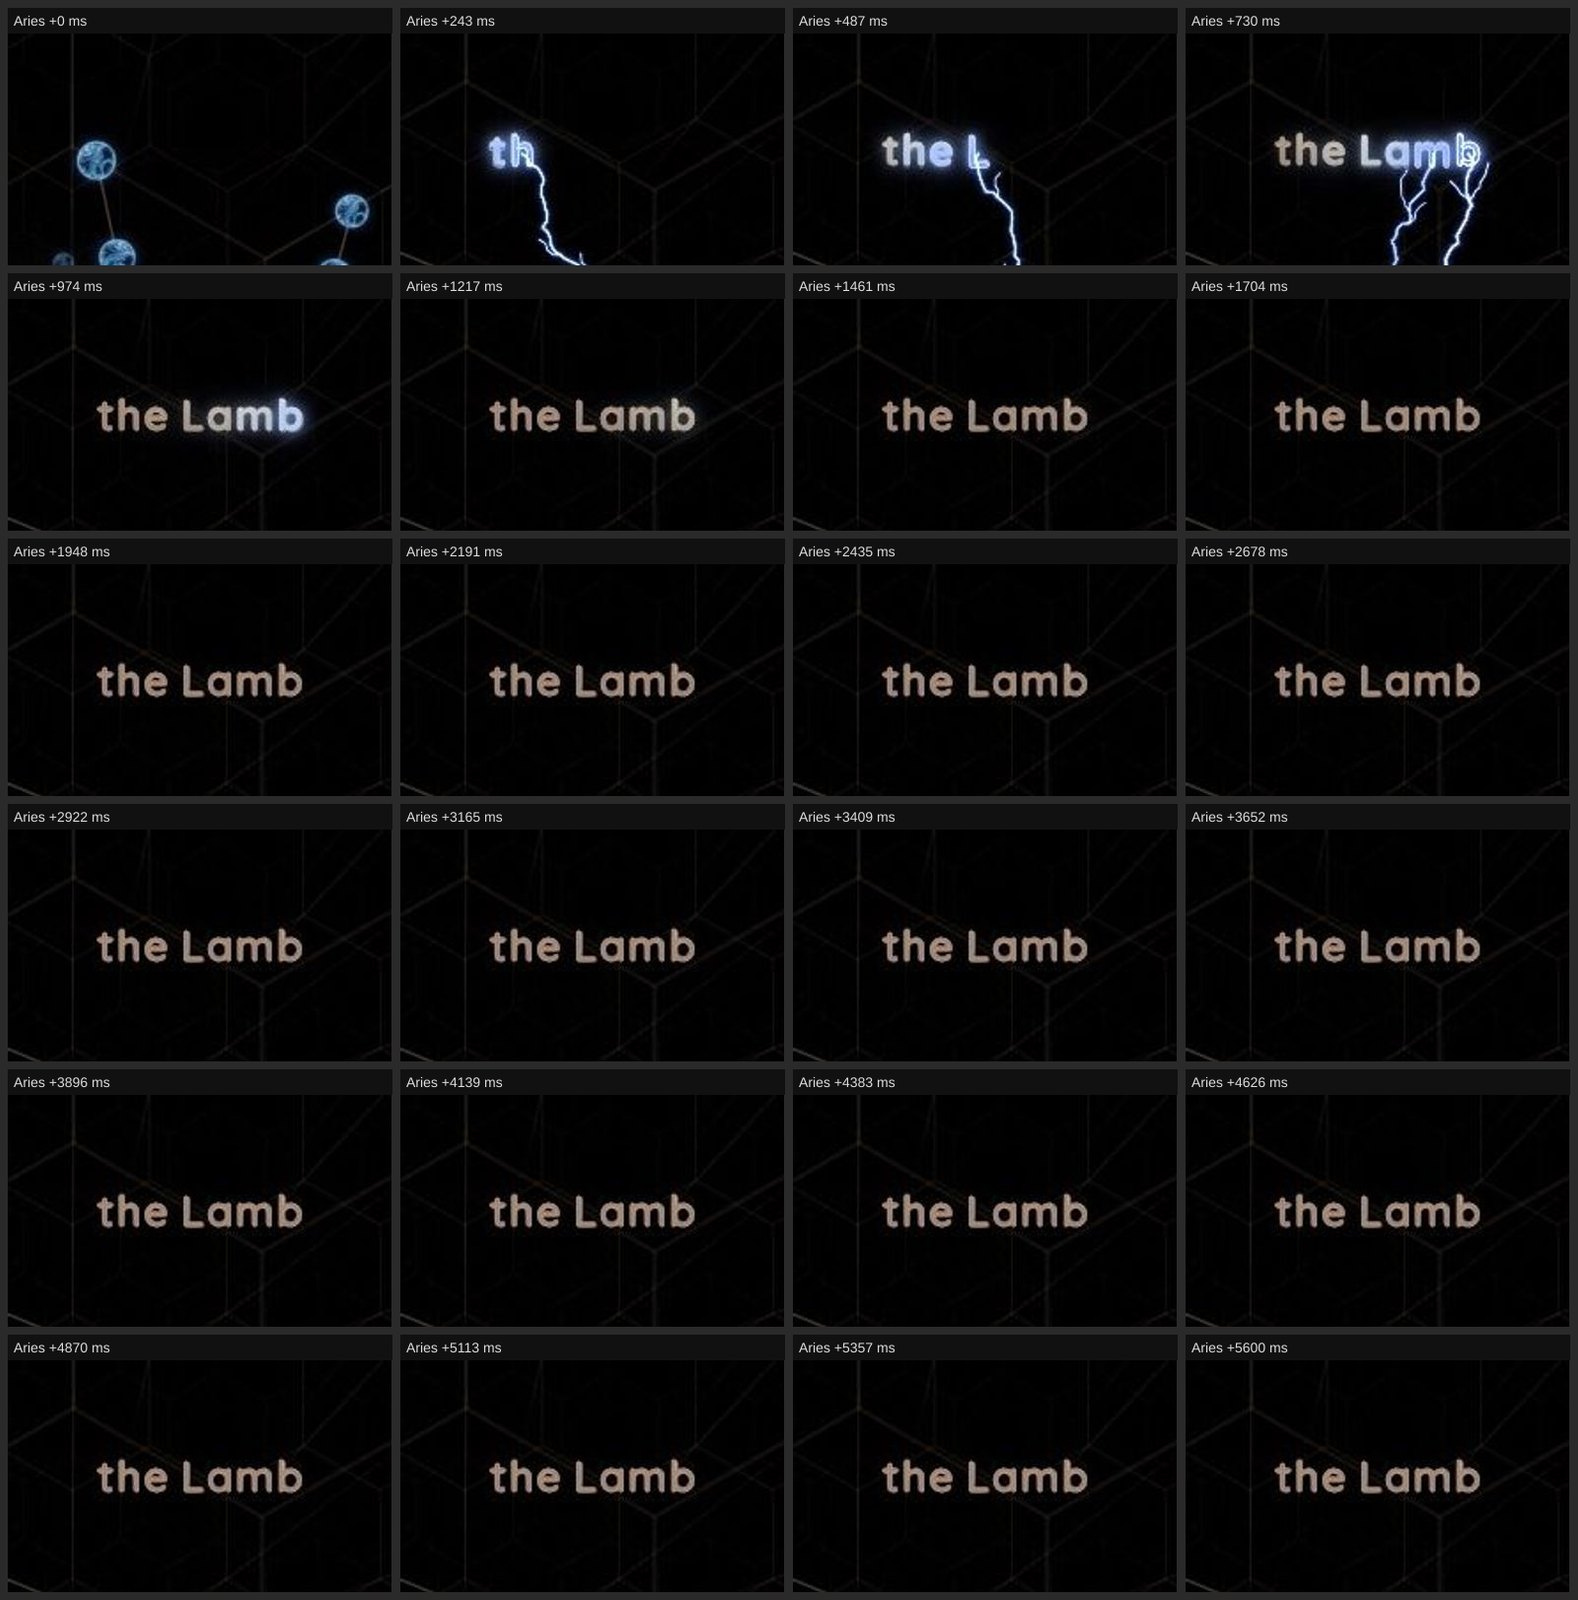 Aries +0 ms
Aries +243 ms
th
Aries +487 ms
the L
Aries +730 ms
the Lamb
Aries +974 ms
the Lamb
Aries +1217 ms
the Lamb
Aries +1461 ms
the Lamb
Aries +1704 ms
the Lamb
Aries +1948 ms
the Lamb
Aries +2191 ms
the Lamb
Aries +2435 ms
the Lamb
Aries +2678 ms
the Lamb
Aries +2922 ms
the Lamb
Aries +3165 ms
the Lamb
Aries +3409 ms
the Lamb
Aries +3652 ms
the Lamb
Aries +3896 ms
the Lamb
Aries +4139 ms
the Lamb
Aries +4383 ms
the Lamb
Aries +4626 ms
the Lamb
Aries +4870 ms
the Lamb
Aries +5113 ms
the Lamb
Aries +5357 ms
the Lamb
Aries +5600 ms
the Lamb